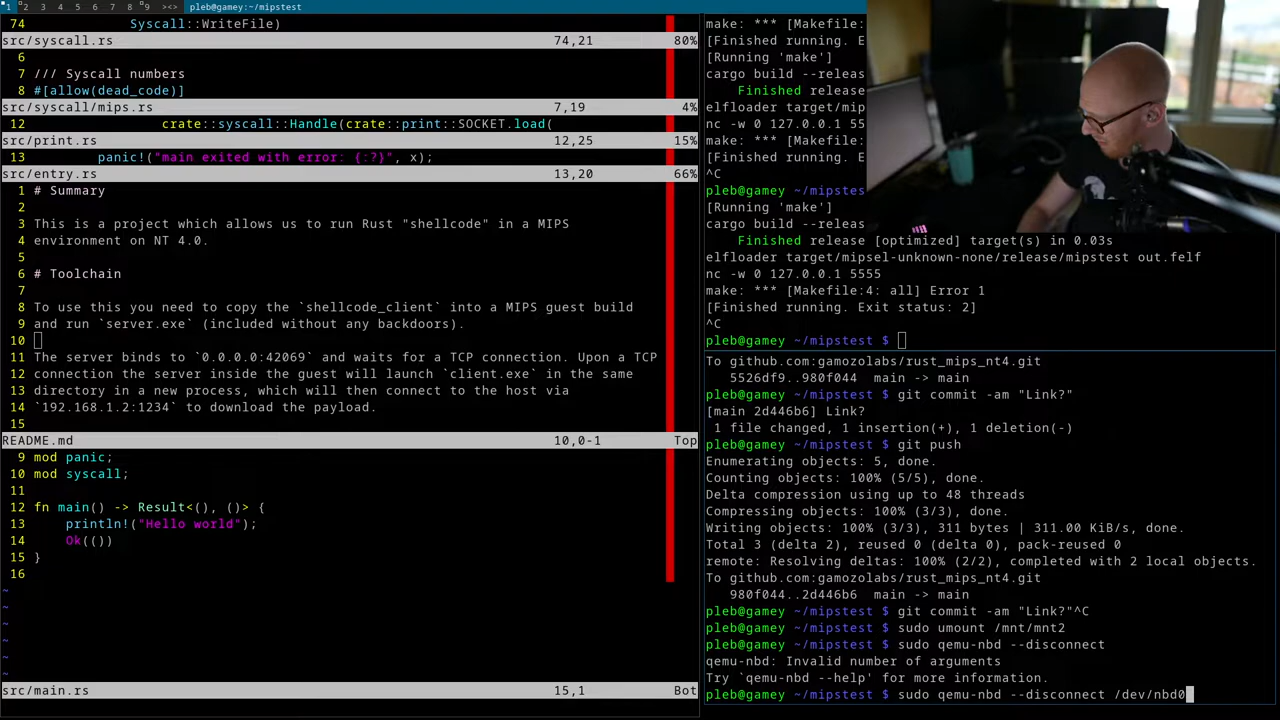 1 2 3 4 5 6 7 8 9 ><> pleb@gamey:~/mipstest
74 Syscall::WriteFile)
src/syscall.rs 74,21 80%
6
7 /// Syscall numbers
8 #[allow(dead_code)]
src/syscall/mips.rs 7,19 4%
12 crate::syscall::Handle(crate::print::SOCKET.load(
src/print.rs 12,25 15%
13 panic!("main exited with error: {:?}", x);
src/entry.rs 13,20 66%
1 # Summary
2
3 This is a project which allows us to run Rust "shellcode" in a MIPS
4 environment on NT 4.0.
5
6 # Toolchain
7
8 To use this you need to copy the `shellcode_client` into a MIPS guest build
9 and run `server.exe` (included without any backdoors).
10
11 The server binds to `0.0.0.0:42069` and waits for a TCP connection. Upon a TCP
12 connection the server inside the guest will launch `client.exe` in the same
13 directory in a new process, which will then connect to the host via
14 `192.168.1.2:1234` to download the payload.
15
README.md 10,0-1 Top
9 mod panic;
10 mod syscall;
11
12 fn main() -> Result<(), ()> {
13 println!("Hello world");
14 Ok(())
15 }
16
~
~
~
~
~
~
src/main.rs 15,1 Bot
make: *** [Makefile:4:
[Finished running. E
[Running 'make']
cargo build --releas
Finished release
elfloader target/mip
nc -w 0 127.0.0.1 55
make: *** [Makefile:
[Finished running. E
^C
pleb@gamey ~/mipstes
[Running 'make']
cargo build --releas
Finished release [optimized] target(s) in 0.03s
elfloader target/mipsel-unknown-none/release/mipstest out.felf
nc -w 0 127.0.0.1 5555
make: *** [Makefile:4: all] Error 1
[Finished running. Exit status: 2]
^C
pleb@gamey ~/mipstest $
To github.com:gamozolabs/rust_mips_nt4.git
5526df9..980f044 main -> main
pleb@gamey ~/mipstest $ git commit -am "Link?"
[main 2d446b6] Link?
1 file changed, 1 insertion(+), 1 deletion(-)
pleb@gamey ~/mipstest $ git push
Enumerating objects: 5, done.
Counting objects: 100% (5/5), done.
Delta compression using up to 48 threads
Compressing objects: 100% (3/3), done.
Writing objects: 100% (3/3), 311 bytes | 311.00 KiB/s, done.
Total 3 (delta 2), reused 0 (delta 0), pack-reused 0
remote: Resolving deltas: 100% (2/2), completed with 2 local objects.
To github.com:gamozolabs/rust_mips_nt4.git
980f044..2d446b6 main -> main
pleb@gamey ~/mipstest $ git commit -am "Link?"^C
pleb@gamey ~/mipstest $ sudo umount /mnt/mnt2
pleb@gamey ~/mipstest $ sudo qemu-nbd --disconnect
qemu-nbd: Invalid number of arguments
Try `qemu-nbd --help' for more information.
pleb@gamey ~/mipstest $ sudo qemu-nbd --disconnect /dev/nbd0